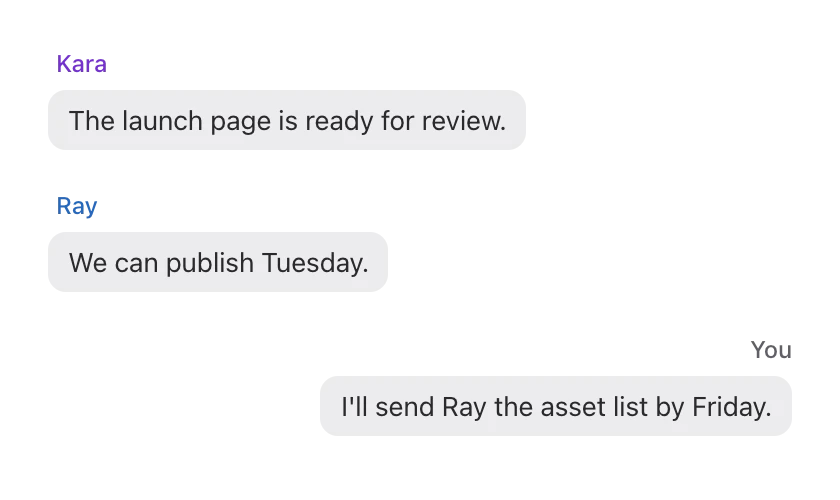 Kara
The launch page is ready for review.
Ray
We can publish Tuesday.
You
I'll send Ray the asset list by Friday.